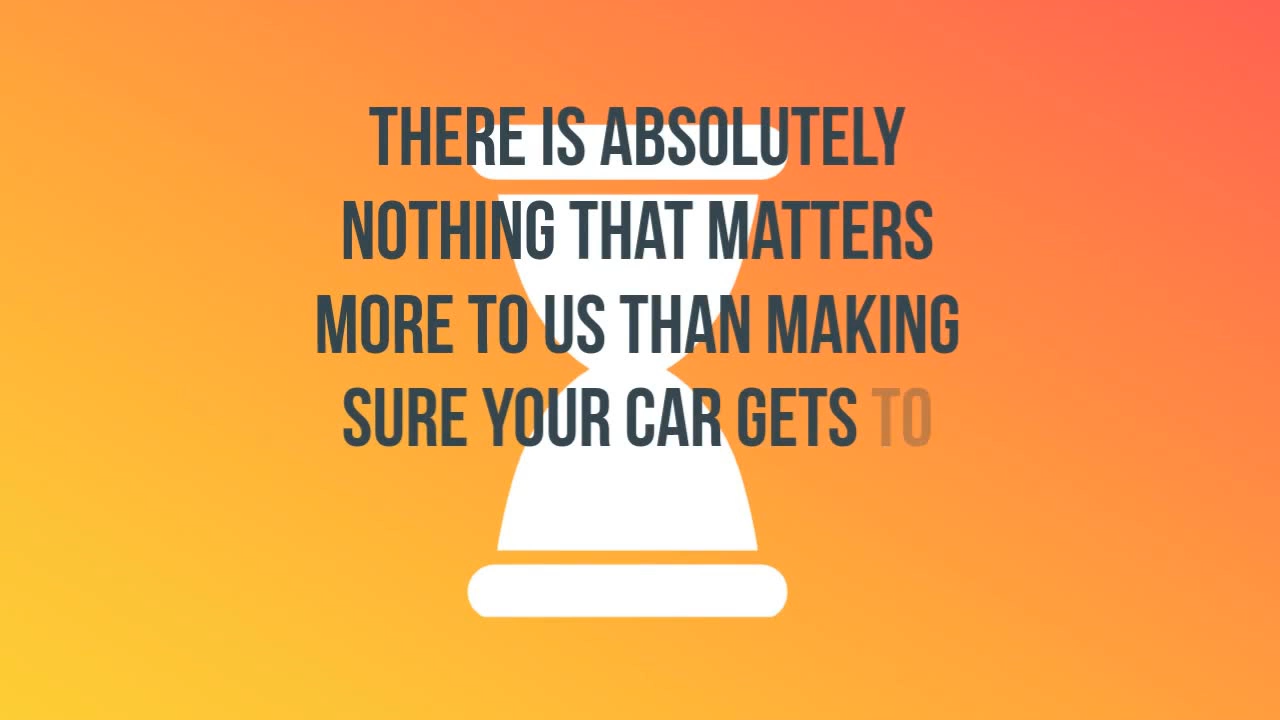 THERE IS ABSOLUTELY
NOTHING THAT MATTERS
MORE TO US THAN MAKING
SURE YOUR CAR GETS TO